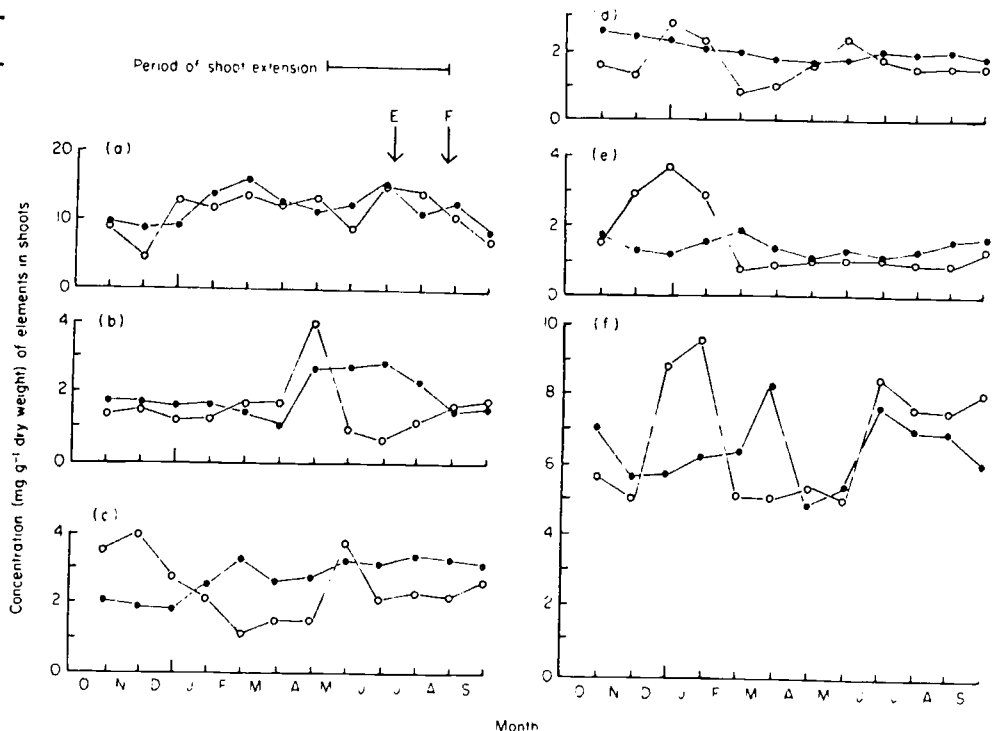 Period of shoot extension
E F
Concentration (mg g⁻¹ dry weight) of elements in shoots
(a)
20
10
0
(b)
4
2
0
(c)
4
2
0
O N D J F M A M J J A S
(d)
2
0
(e)
4
2
0
(f)
10
8
6
4
2
0
O N D J F M A M J J A S
Month